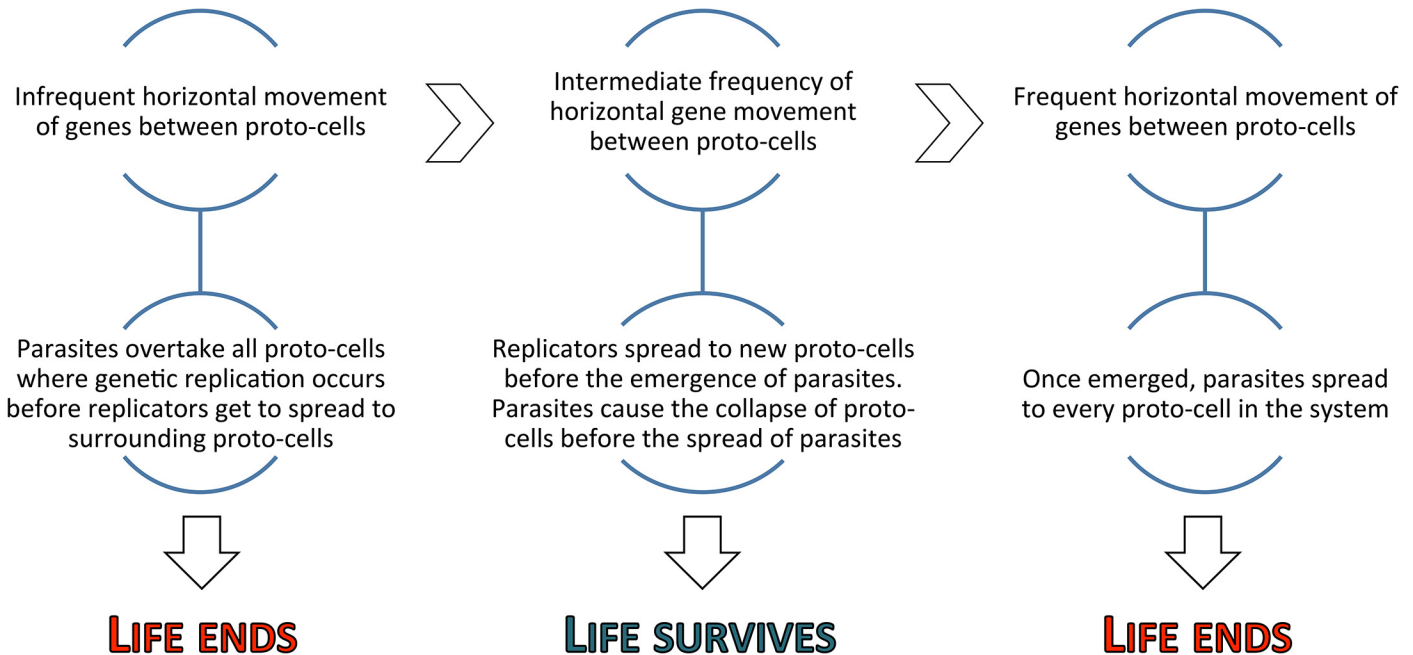 Infrequent horizontal movement
of genes between proto-cells
Intermediate frequency of
horizontal gene movement
between proto-cells
Frequent horizontal movement of
genes between proto-cells
Parasites overtake all proto-cells
where genetic replication occurs
before replicators get to spread to
surrounding proto-cells
Replicators spread to new proto-cells
before the emergence of parasites.
Parasites cause the collapse of proto-
cells before the spread of parasites
Once emerged, parasites spread
to every proto-cell in the system
LIFE ENDS
LIFE SURVIVES
LIFE ENDS